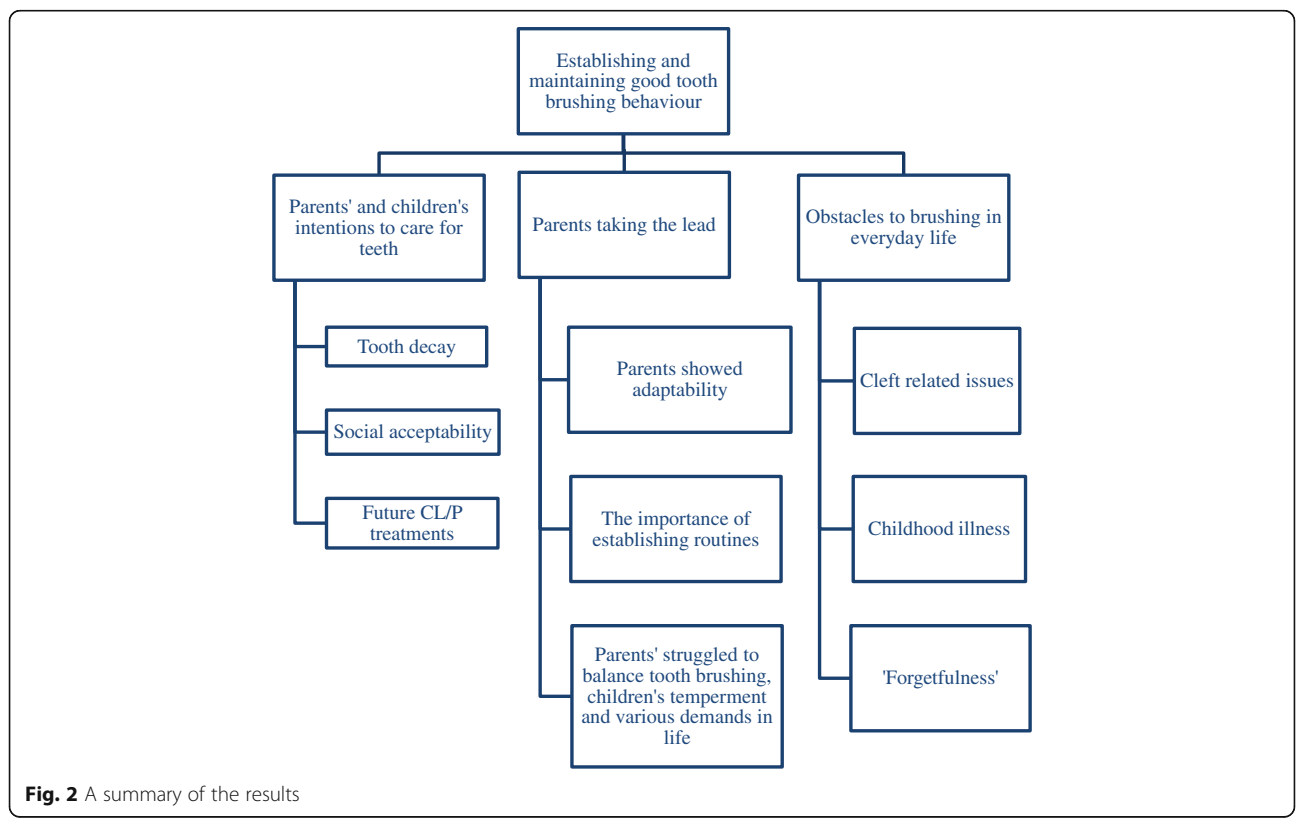 Establishing and
maintaining good tooth
brushing behaviour
Parents' and children's
intentions to care for
teeth
Tooth decay
Social acceptability
Future CL/P
treatments
Parents taking the lead
Parents showed
adaptability
The importance of
establishing routines
Parents' struggled to
balance tooth brushing,
children's temperment
and various demands in
life
Obstacles to brushing in
everyday life
Cleft related issues
Childhood illness
'Forgetfulness'
Fig. 2 A summary of the results